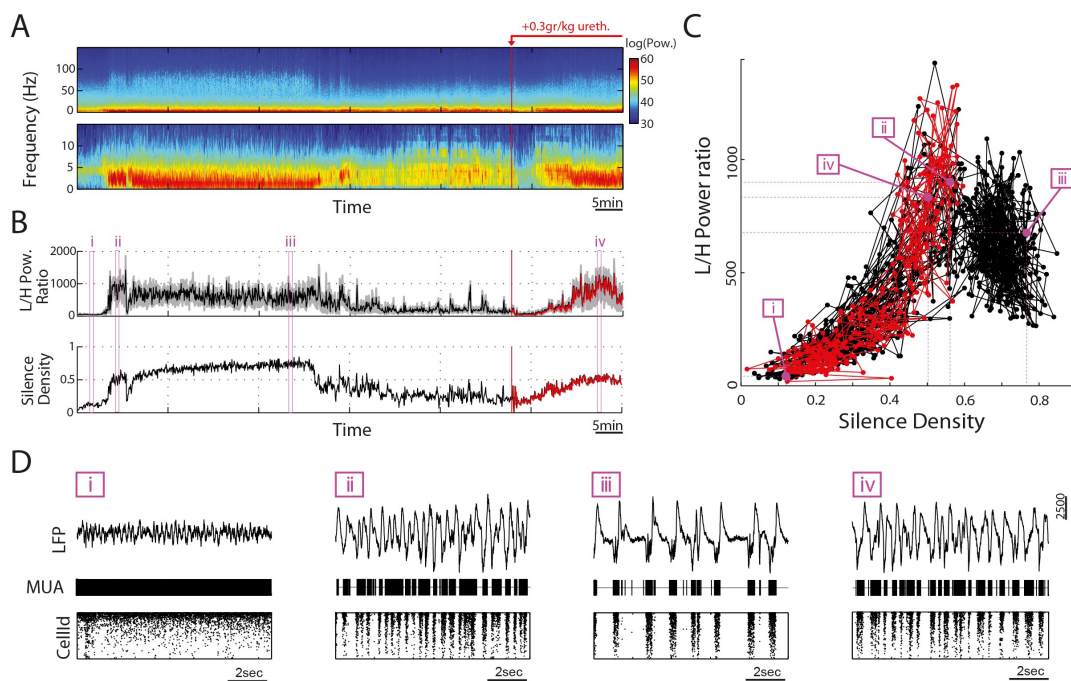 A
+0.3gr/kg ureth.
log(Pow.)
60
50
40
30
Frequency (Hz)
100
50
0
10
5
0
Time
5min
B
i
ii
iii
iv
L/H Pow.
Ratio
2000
1000
0
Silence
Density
1
0.5
0
Time
5min
C
L/H Power ratio
1000
500
0
ii
iv
iii
i
0
0.2
0.4
0.6
0.8
Silence Density
D
i
ii
iii
iv
LFP
2500
MUA
CellId
2sec
2sec
2sec
2sec